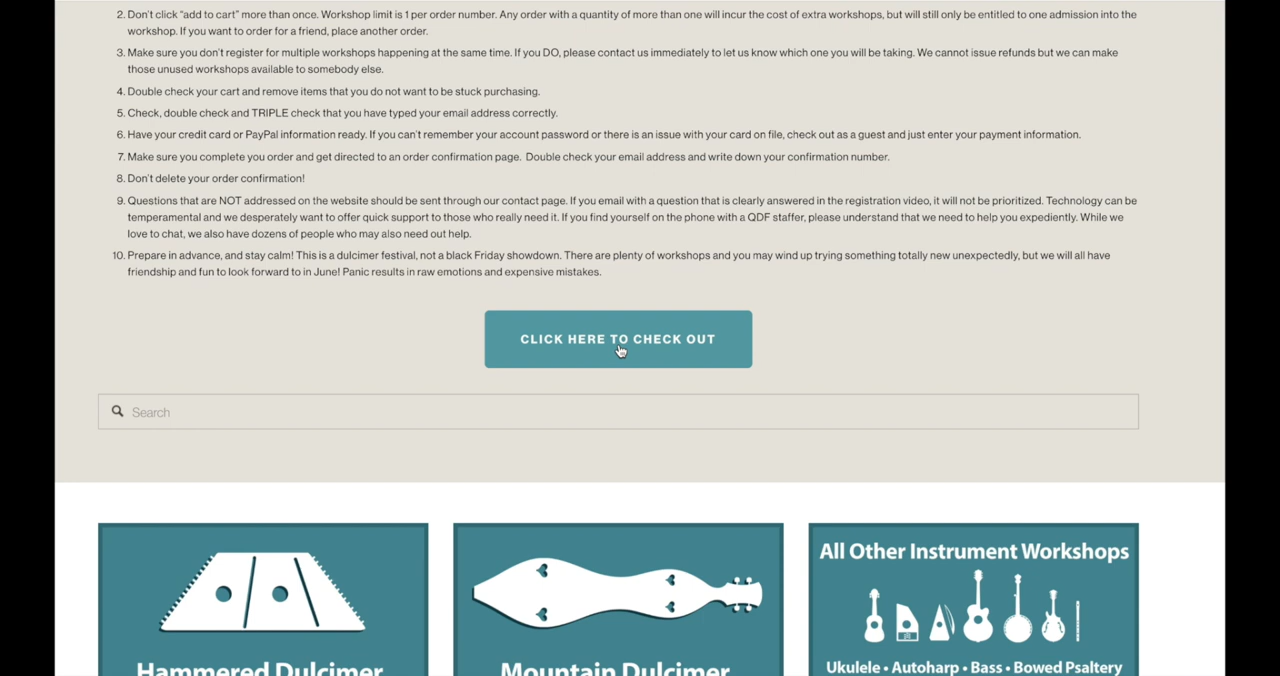 2. Don't click "add to cart" more than once. Workshop limit is 1 per order number. Any order with a quantity of more than one will incur the cost of extra workshops, but will still only be entitled to one admission into the
workshop. If you want to order for a friend, place another order.
3. Make sure you don't register for multiple workshops happening at the same time. If you DO, please contact us immediately to let us know which one you will be taking. We cannot issue refunds but we can make
those unused workshops available to somebody else.
4. Double check your cart and remove items that you do not want to be stuck purchasing.
5. Check, double check and TRIPLE check that you have typed your email address correctly.
6. Have your credit card or PayPal information ready. If you can't remember your account password or there is an issue with your card on file, check out as a guest and just enter your payment information.
7. Make sure you complete you order and get directed to an order confirmation page. Double check your email address and write down your confirmation number.
8. Don't delete your order confirmation!
9. Questions that are NOT addressed on the website should be sent through our contact page. If you email with a question that is clearly answered in the registration video, it will not be prioritized. Technology can be
temperamental and we desperately want to offer quick support to those who really need it. If you find yourself on the phone with a QDF staffer, please understand that we need to help you expediently. While we
love to chat, we also have dozens of people who may also need out help.
10. Prepare in advance, and stay calm! This is a dulcimer festival, not a black Friday showdown. There are plenty of workshops and you may wind up trying something totally new unexpectedly, but we will all have
friendship and fun to look forward to in June! Panic results in raw emotions and expensive mistakes.
CLICK HERE TO CHECK OUT
Search
Hammered Dulcimer
Mountain Dulcimer
All Other Instrument Workshops
Ukulele • Autoharp • Bass • Bowed Psaltery